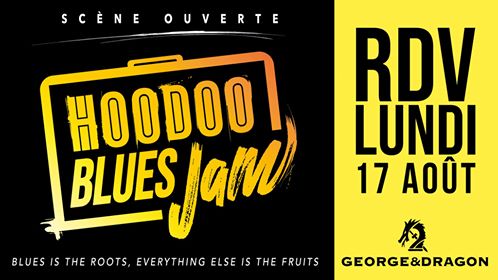 SCÈNE OUVERTE
HOODOO
BLUES Jam
BLUES IS THE ROOTS, EVERYTHING ELSE IS THE FRUITS
RDV
LUNDI
17 AOÛT
GEORGE&DRAGON